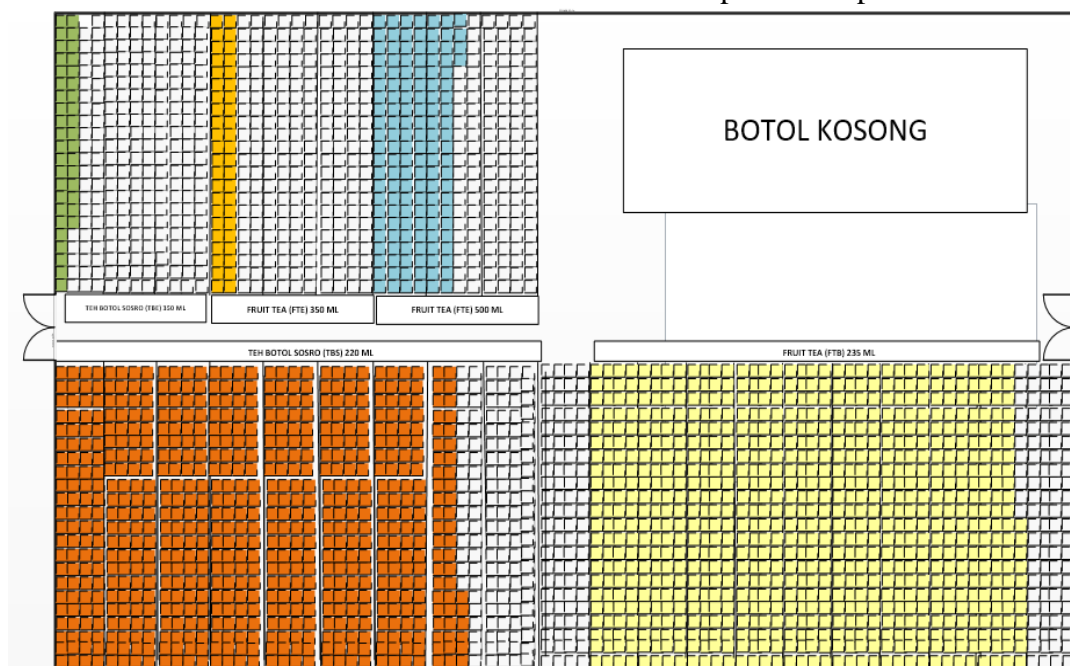 BOTOL KOSONG
TEH BOTOL SOSRO (TBE) 350 ML
FRUIT TEA (FTE) 350 ML
FRUIT TEA (FTE) 500 ML
TEH BOTOL SOSRO (TBS) 220 ML
FRUIT TEA (FTB) 235 ML